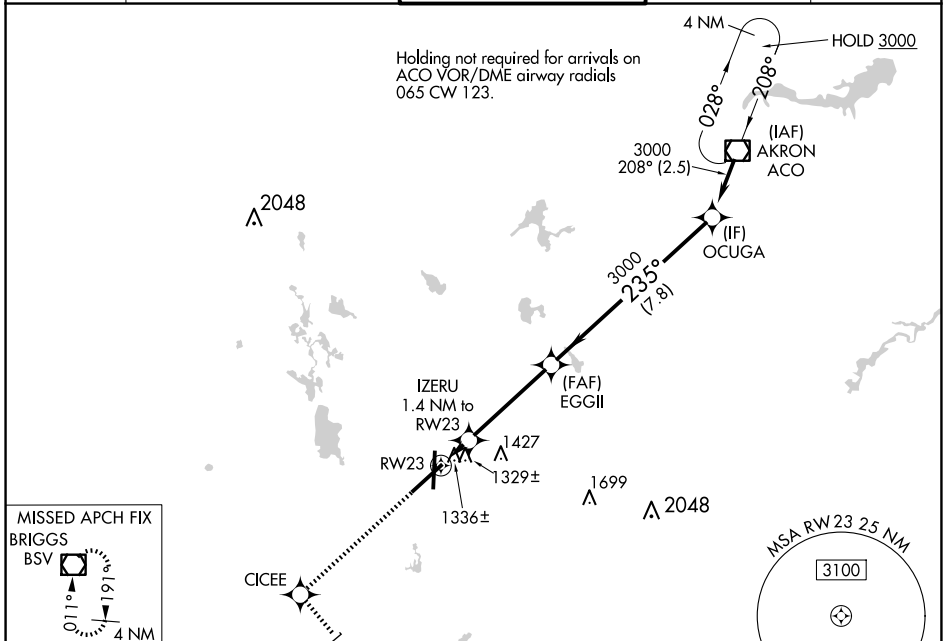 4 NM
HOLD 3000
Holding not required for arrivals on
ACO VOR/DME airway radials
065 CW 123.
028°
208°
(IAF)
AKRON
ACO
3000
208° (2.5)
2048
(IF)
OCUGA
3000
235°
(7.8)
(FAF)
EGGII
IZERU
1.4 NM to
RW23
1427
RW23
1329±
1336±
1699
2048
MISSED APCH FIX
BRIGGS
BSV
011°
191°
4 NM
CICEE
MSA RW 23 25 NM
3100